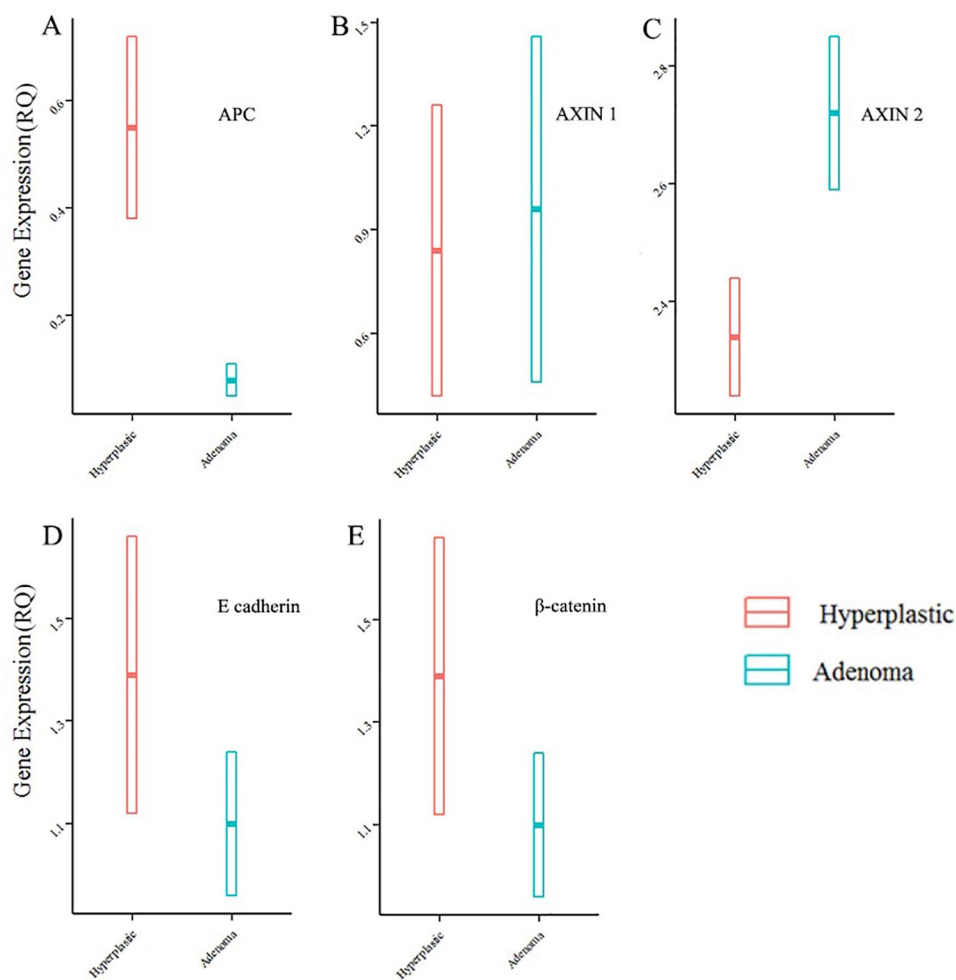 A
Gene Expression(RQ)
0.6
0.4
0.2
APC
Hyperplastic
Adenoma
B
1.5
1.2
0.9
0.6
AXIN 1
Hyperplastic
Adenoma
C
2.8
2.6
2.4
AXIN 2
Hyperplastic
Adenoma
D
Gene Expression(RQ)
1.5
1.3
1.1
E cadherin
Hyperplastic
Adenoma
E
1.5
1.3
1.1
β-catenin
Hyperplastic
Adenoma
Hyperplastic
Adenoma